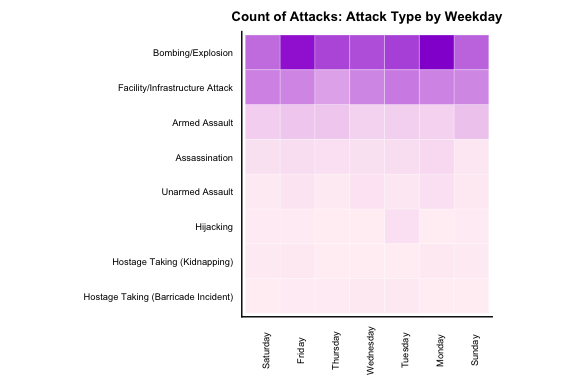 Count of Attacks: Attack Type by Weekday
Bombing/Explosion
Facility/Infrastructure Attack
Armed Assault
Assassination
Unarmed Assault
Hijacking
Hostage Taking (Kidnapping)
Hostage Taking (Barricade Incident)
Saturday
Friday
Thursday
Wednesday
Tuesday
Monday
Sunday